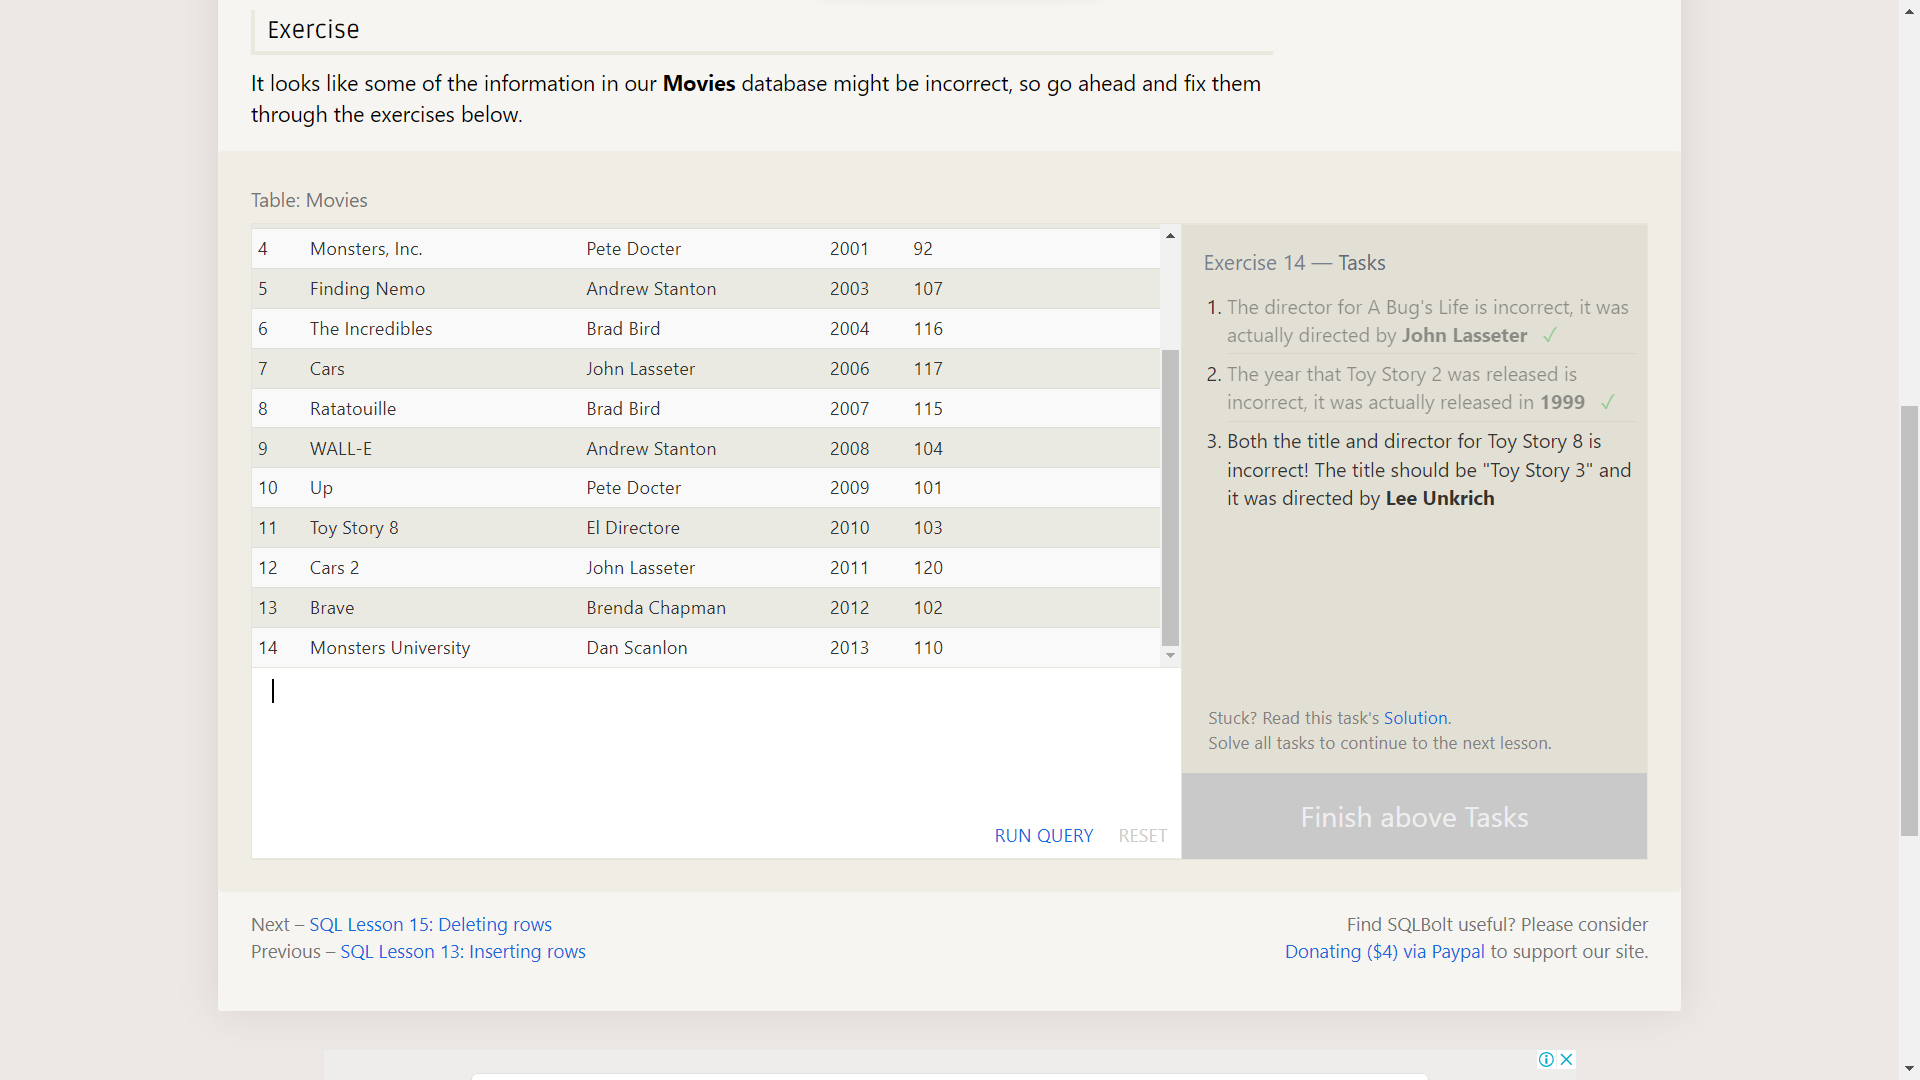 Exercise
It looks like some of the information in our Movies database might be incorrect, so go ahead and fix them
through the exercises below.
Table: Movies
4 Monsters, Inc. Pete Docter 2001 92
5 Finding Nemo Andrew Stanton 2003 107
6 The Incredibles Brad Bird 2004 116
7 Cars John Lasseter 2006 117
8 Ratatouille Brad Bird 2007 115
9 WALL-E Andrew Stanton 2008 104
10 Up Pete Docter 2009 101
11 Toy Story 8 El Directore 2010 103
12 Cars 2 John Lasseter 2011 120
13 Brave Brenda Chapman 2012 102
14 Monsters University Dan Scanlon 2013 110
RUN QUERY RESET
Exercise 14 — Tasks
1. The director for A Bug's Life is incorrect, it was
actually directed by John Lasseter ✓
2. The year that Toy Story 2 was released is
incorrect, it was actually released in 1999 ✓
3. Both the title and director for Toy Story 8 is
incorrect! The title should be "Toy Story 3" and
it was directed by Lee Unkrich
Stuck? Read this task's Solution.
Solve all tasks to continue to the next lesson.
Finish above Tasks
Next – SQL Lesson 15: Deleting rows
Previous – SQL Lesson 13: Inserting rows
Find SQLBolt useful? Please consider
Donating ($4) via Paypal to support our site.